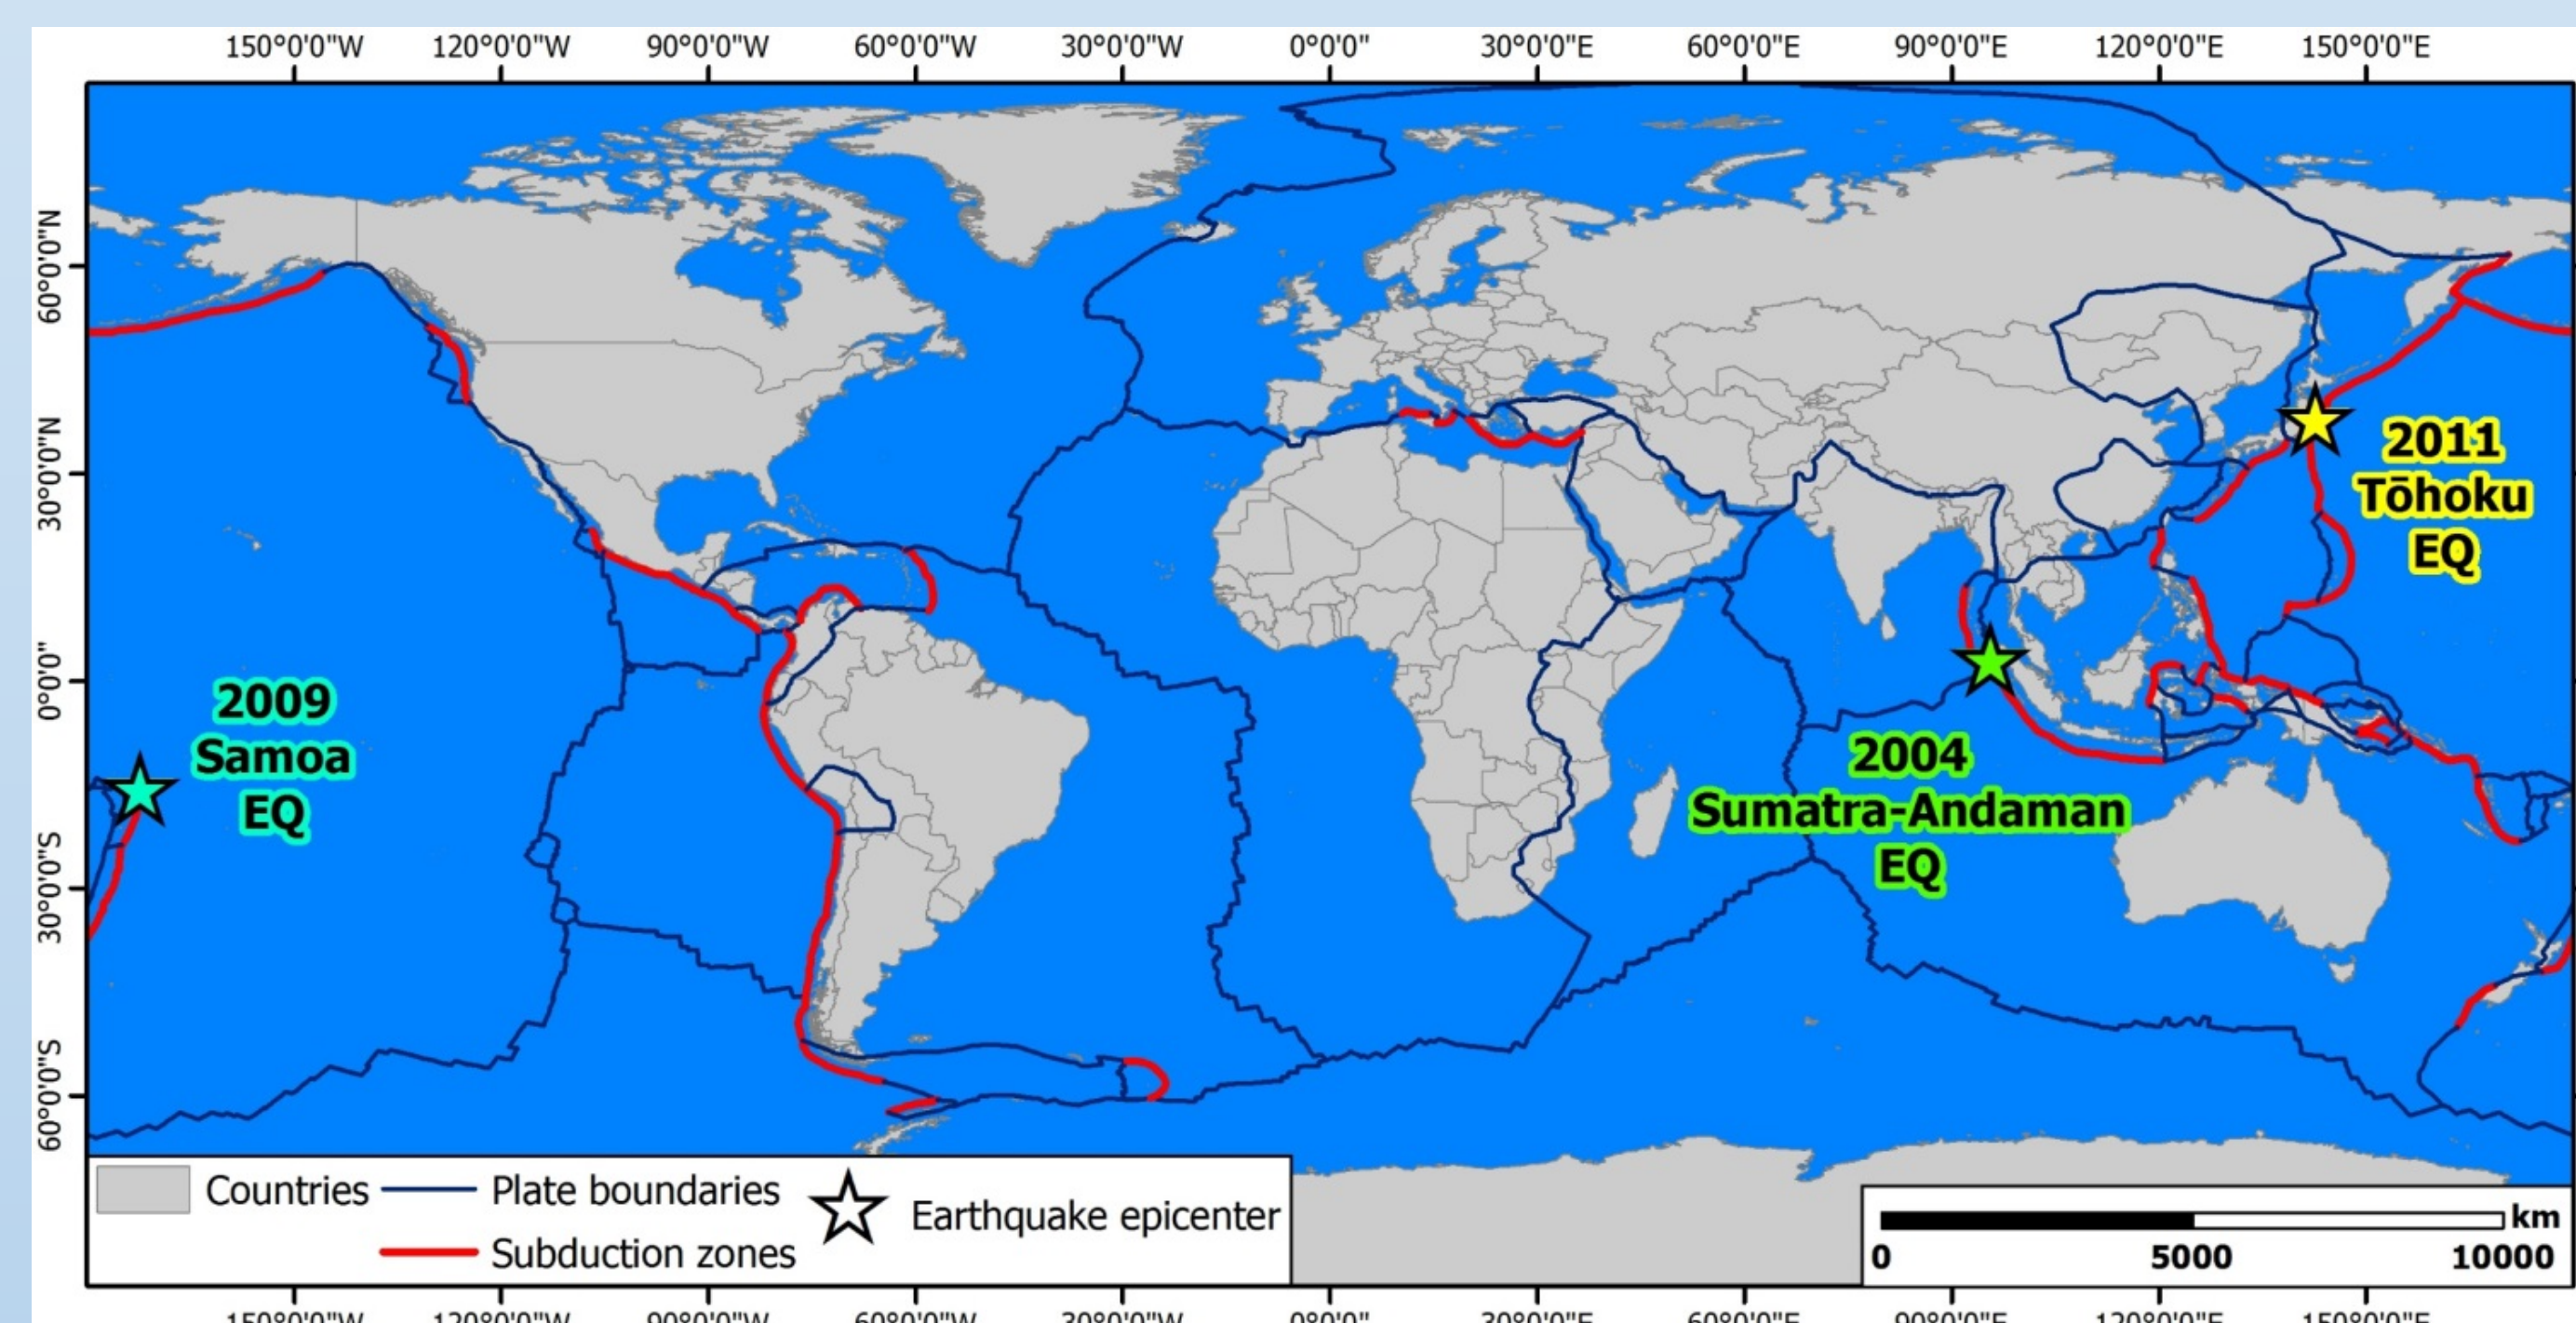 150°0'0"W 120°0'0"W 90°0'0"W 60°0'0"W 30°0'0"W 0°0'0" 30°0'0"E 60°0'0"E 90°0'0"E 120°0'0"E 150°0'0"E
60°0'0"N
30°0'0"N
0°0'0"
30°0'0"S
60°0'0"S
2011
Tōhoku
EQ
2009
Samoa
EQ
2004
Sumatra-Andaman
EQ
Countries
Plate boundaries
Subduction zones
Earthquake epicenter
km
0 5000 10000